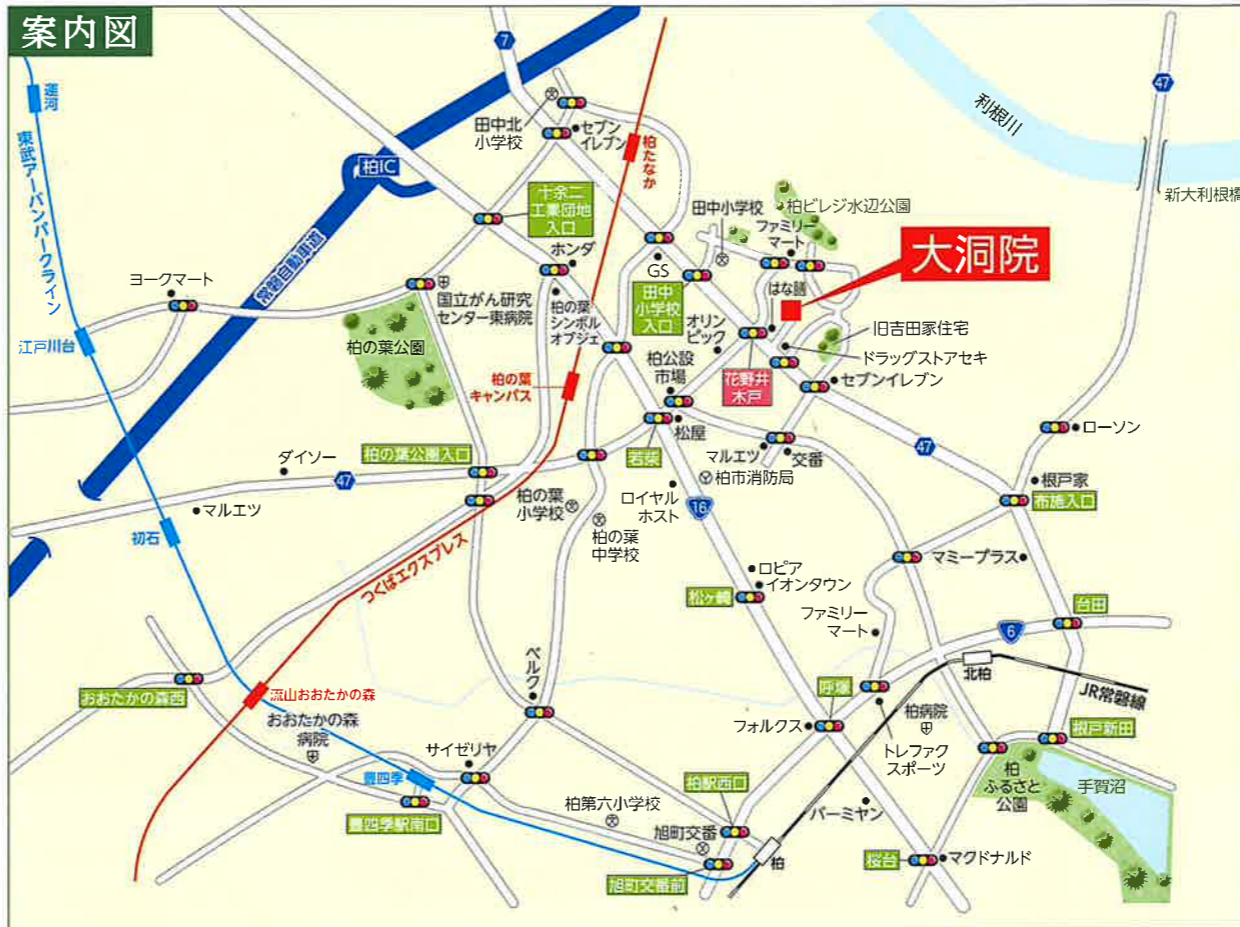 案内図
運河
東武アーバンパークライン
常磐自動車道
柏IC
7
田中北
小学校
セブン
イレブン
柏たなか
利根川
47
新大利根橋
十余二
工業団地
入口
田中小学校
柏ビレジ水辺公園
ファミリー
マート
大洞院
ヨークマート
江戸川台
国立がん研究
センター東病院
柏の葉公園
ホンダ
柏の葉
シンボル
オブジェ
GS
田中
小学校
入口
はな膳
オリン
ピック
旧吉田家住宅
ドラッグストアセキ
セブンイレブン
花野井
木戸
柏公設
市場
柏の葉
キャンパス
松屋
若柴
マルエツ
交番
柏市消防局
ロイヤル
ホスト
16
47
ローソン
根戸家
布施入口
ダイソー
柏の葉公園入口
47
マルエツ
初石
柏の葉
小学校
柏の葉
中学校
つくばエクスプレス
ロピア
イオンタウン
松ヶ崎
マミープラス
ファミリー
マート
台田
6
北柏
JR常磐線
おおたかの森西
流山おおたかの森
おおたかの森
病院
ベルク
呼塚
フォルクス
柏病院
トレファク
スポーツ
根戸新田
柏
ふるさと
公園
手賀沼
サイゼリヤ
豊四季
豊四季駅南口
柏第六小学校
柏駅西口
旭町交番
旭町交番前
柏
バーミヤン
桜台
マクドナルド